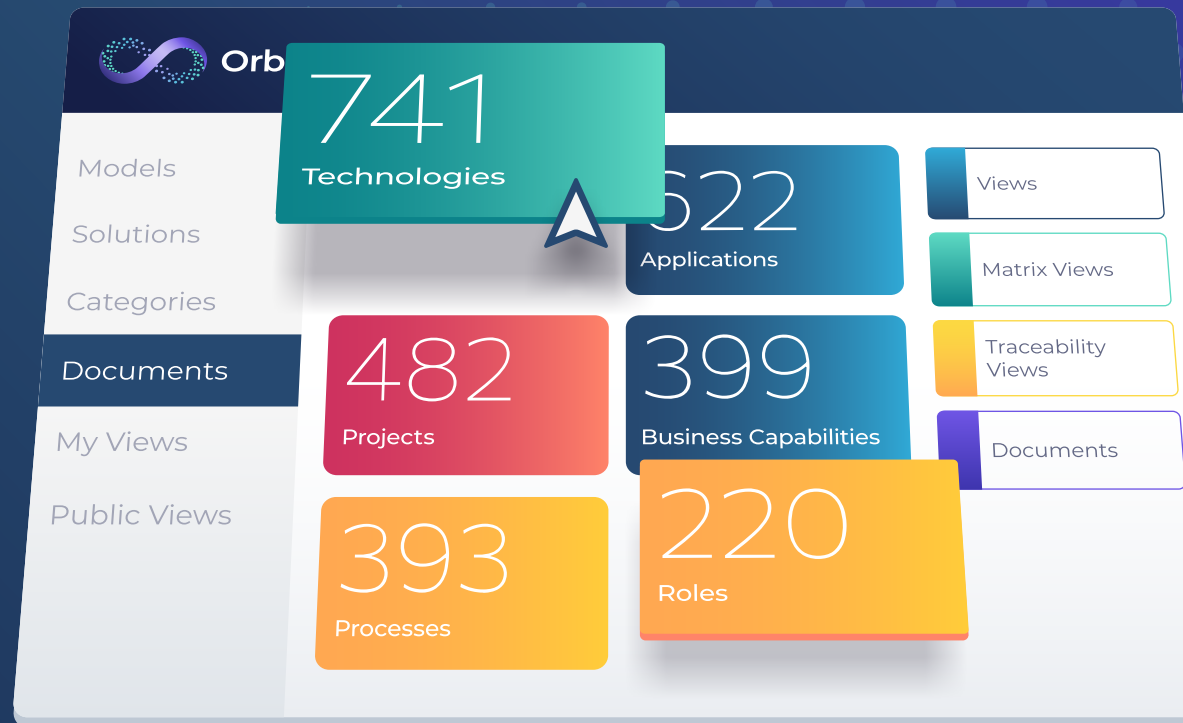 Orb
741
Technologies
622
Applications
Models
Solutions
Categories
Documents
My Views
Public Views
482
Projects
399
Business Capabilities
393
Processes
220
Roles
Views
Matrix Views
Traceability
Views
Documents